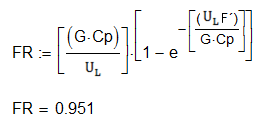 FR := [(G·Cp)/U_L]·[1 − e^(−[(U_L F´)/(G·Cp)])]
FR = 0.951